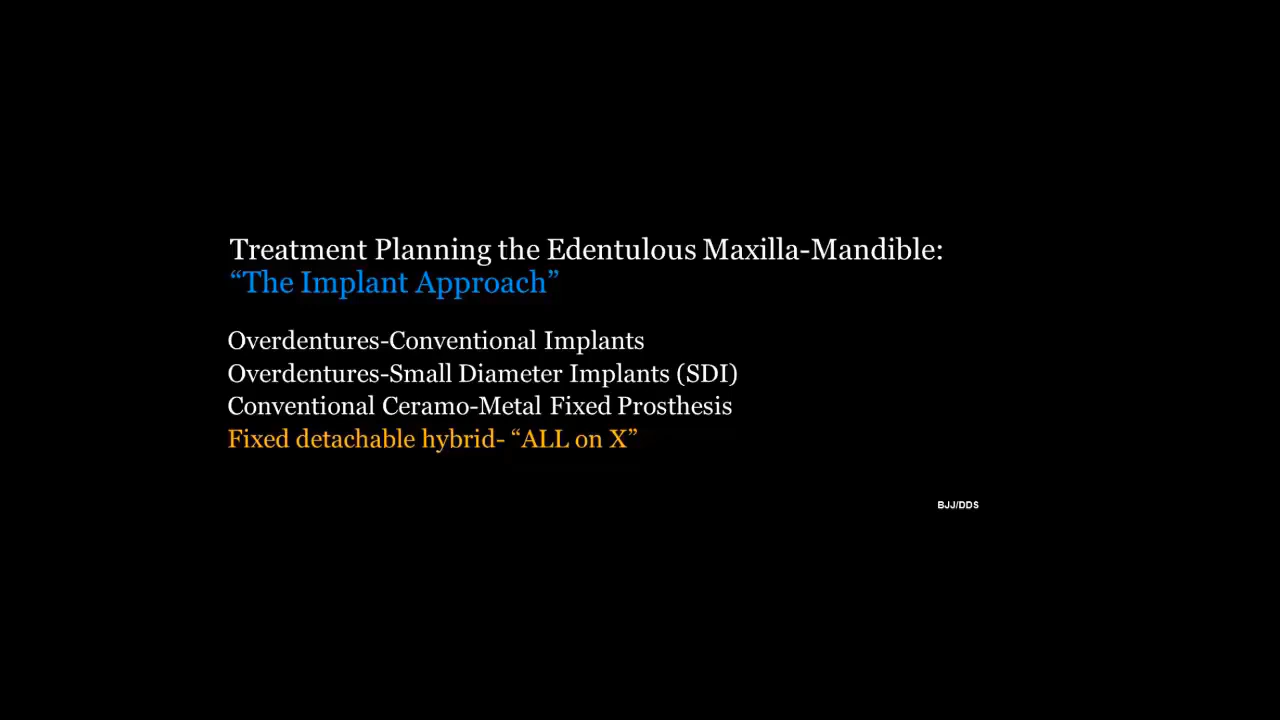 Treatment Planning the Edentulous Maxilla-Mandible:
“The Implant Approach”
Overdentures-Conventional Implants
Overdentures-Small Diameter Implants (SDI)
Conventional Ceramo-Metal Fixed Prosthesis
Fixed detachable hybrid- “ALL on X”
BJJ/DDS